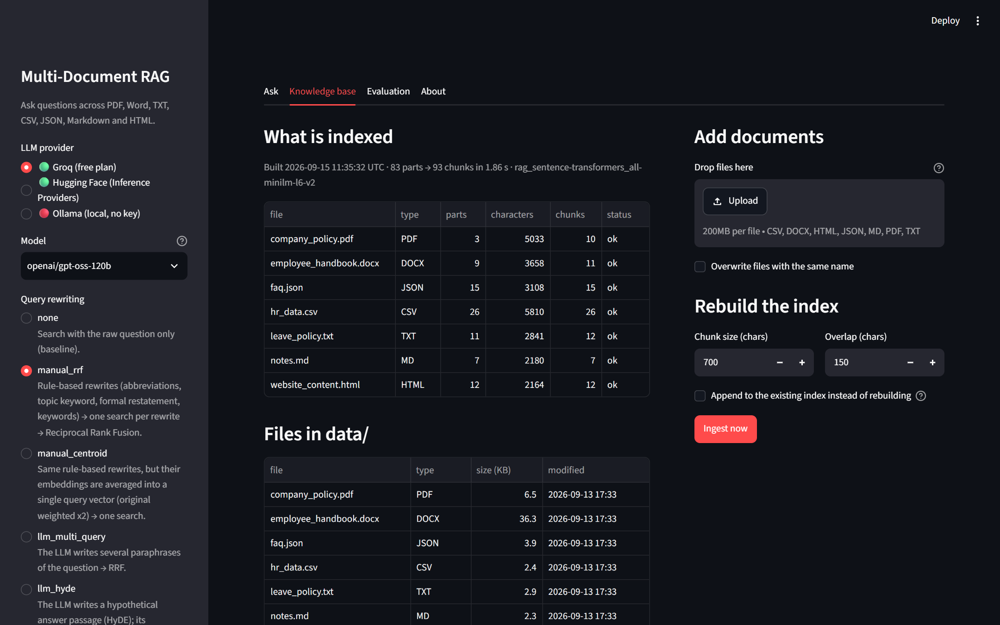 Deploy
Multi-Document RAG
Ask questions across PDF, Word, TXT,
CSV, JSON, Markdown and HTML.
LLM provider
Groq (free plan)
Hugging Face (Inference
Providers)
Ollama (local, no key)
Model
openai/gpt-oss-120b
Query rewriting
none
Search with the raw question only
(baseline).
manual_rrf
Rule-based rewrites (abbreviations,
topic keyword, formal restatement,
keywords) → one search per rewrite
→ Reciprocal Rank Fusion.
manual_centroid
Same rule-based rewrites, but their
embeddings are averaged into a
single query vector (original
weighted x2) → one search.
llm_multi_query
The LLM writes several paraphrases
of the question → RRF.
llm_hyde
The LLM writes a hypothetical
answer passage (HyDE); its
Ask Knowledge base Evaluation About
What is indexed
Built 2026-09-15 11:35:32 UTC · 83 parts → 93 chunks in 1.86 s · rag_sentence-transformers_all-
minilm-l6-v2
file type parts characters chunks status
company_policy.pdf PDF 3 5033 10 ok
employee_handbook.docx DOCX 9 3658 11 ok
faq.json JSON 15 3108 15 ok
hr_data.csv CSV 26 5810 26 ok
leave_policy.txt TXT 11 2841 12 ok
notes.md MD 7 2180 7 ok
website_content.html HTML 12 2164 12 ok
Files in data/
file type size (KB) modified
company_policy.pdf PDF 6.5 2026-09-13 17:33
employee_handbook.docx DOCX 36.3 2026-09-13 17:33
faq.json JSON 3.9 2026-09-13 17:33
hr_data.csv CSV 2.4 2026-09-13 17:33
leave_policy.txt TXT 2.9 2026-09-13 17:33
notes.md MD 2.3 2026-09-13 17:33
Add documents
Drop files here
Upload
200MB per file • CSV, DOCX, HTML, JSON, MD, PDF, TXT
Overwrite files with the same name
Rebuild the index
Chunk size (chars) Overlap (chars)
700 150
Append to the existing index instead of rebuilding
Ingest now